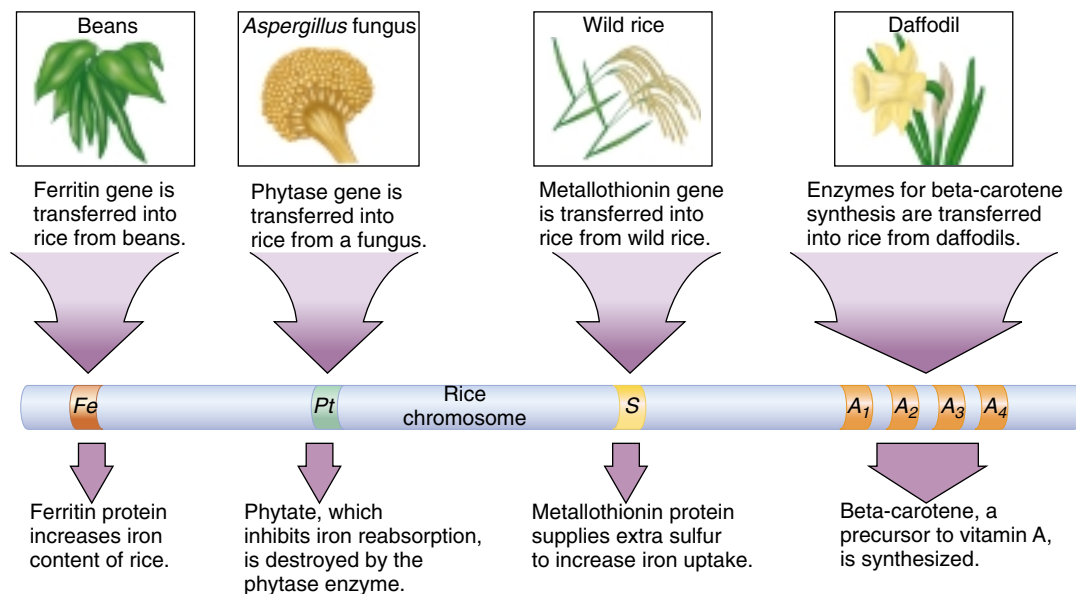 Beans
Aspergillus fungus
Wild rice
Daffodil
Ferritin gene is
transferred into
rice from beans.
Phytase gene is
transferred into
rice from a fungus.
Metallothionin gene
is transferred into
rice from wild rice.
Enzymes for beta-carotene
synthesis are transferred
into rice from daffodils.
Fe
Pt
Rice
chromosome
S
A1
A2
A3
A4
Ferritin protein
increases iron
content of rice.
Phytate, which
inhibits iron reabsorption,
is destroyed by the
phytase enzyme.
Metallothionin protein
supplies extra sulfur
to increase iron uptake.
Beta-carotene, a
precursor to vitamin A,
is synthesized.